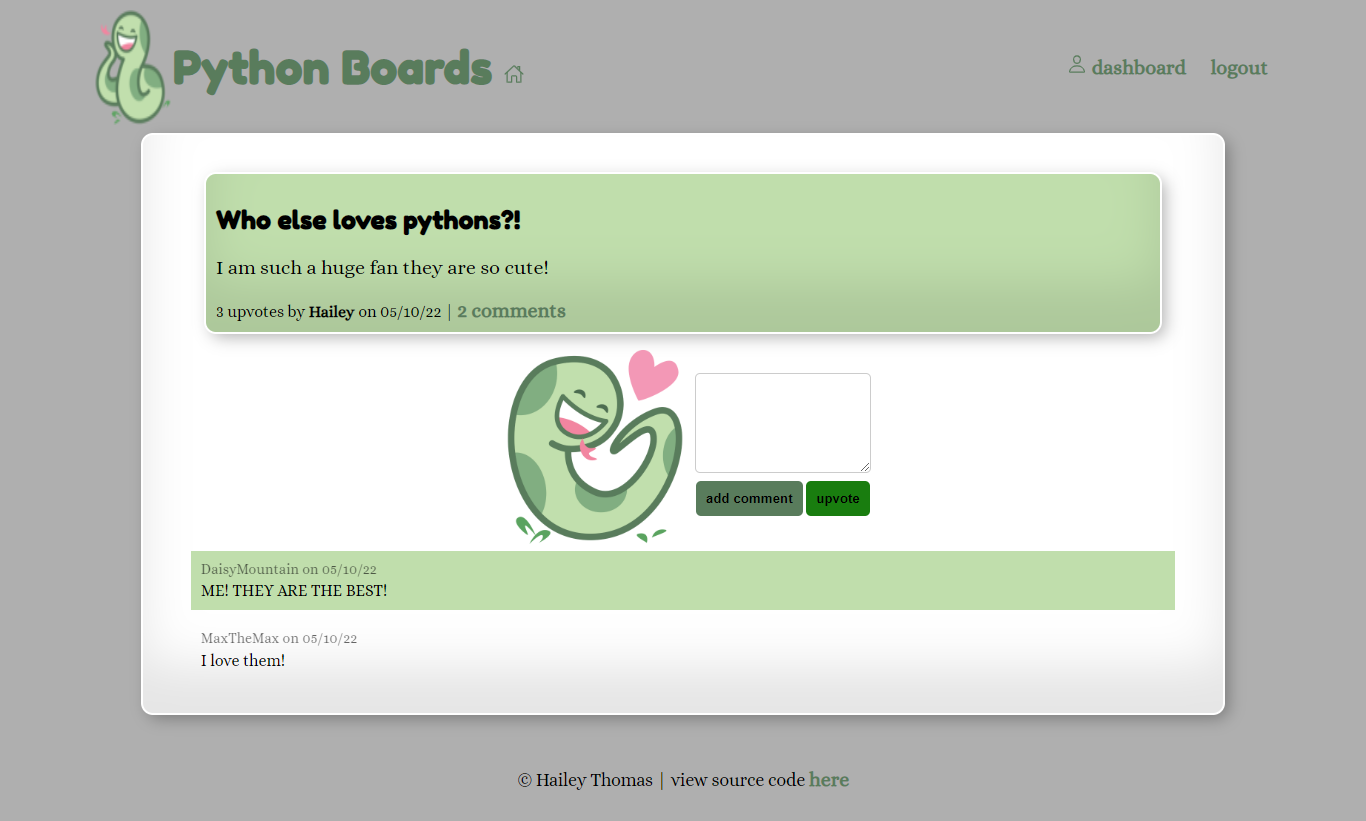 Python Boards
dashboard logout
Who else loves pythons?!
I am such a huge fan they are so cute!
3 upvotes by Hailey on 05/10/22 | 2 comments
add comment upvote
DaisyMountain on 05/10/22
ME! THEY ARE THE BEST!
MaxTheMax on 05/10/22
I love them!
© Hailey Thomas | view source code here